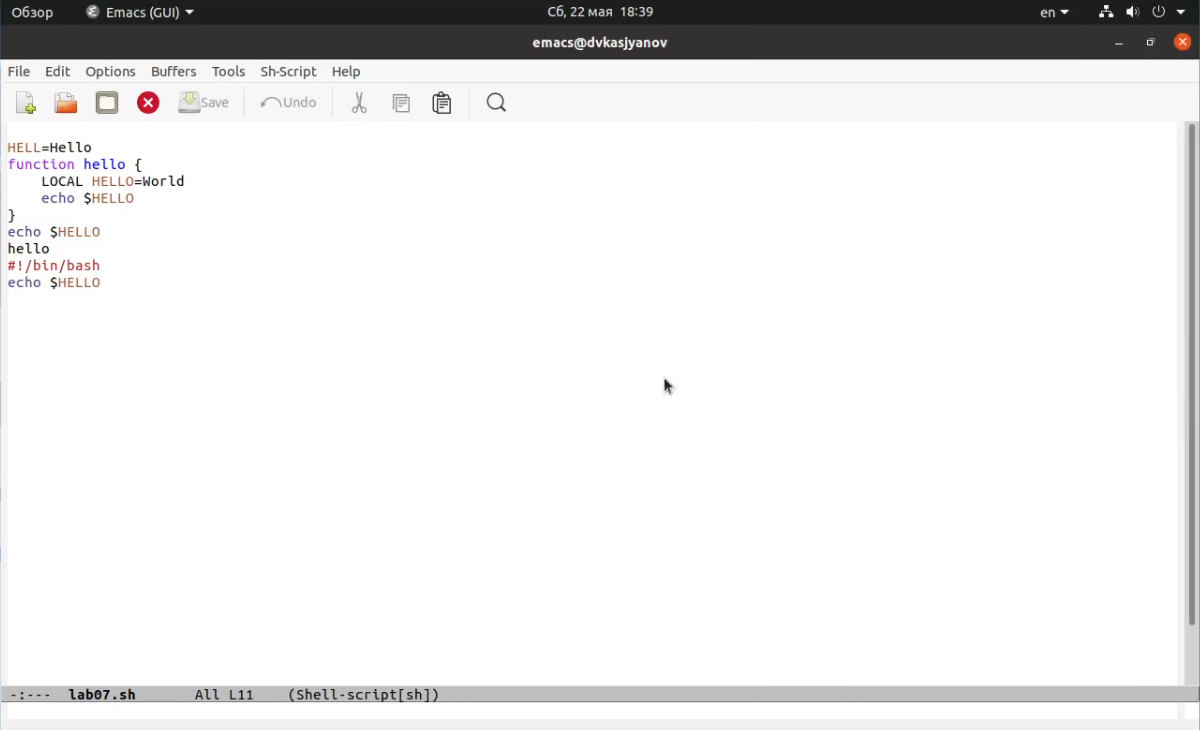 Обзор Emacs (GUI) Сб, 22 мая 18:39 en
emacs@dvkasjyanov
File Edit Options Buffers Tools Sh-Script Help
Save Undo
HELL=Hello
function hello {
    LOCAL HELLO=World
    echo $HELLO
}
echo $HELLO
hello
#!/bin/bash
echo $HELLO
-:--- lab07.sh All L11 (Shell-script[sh])